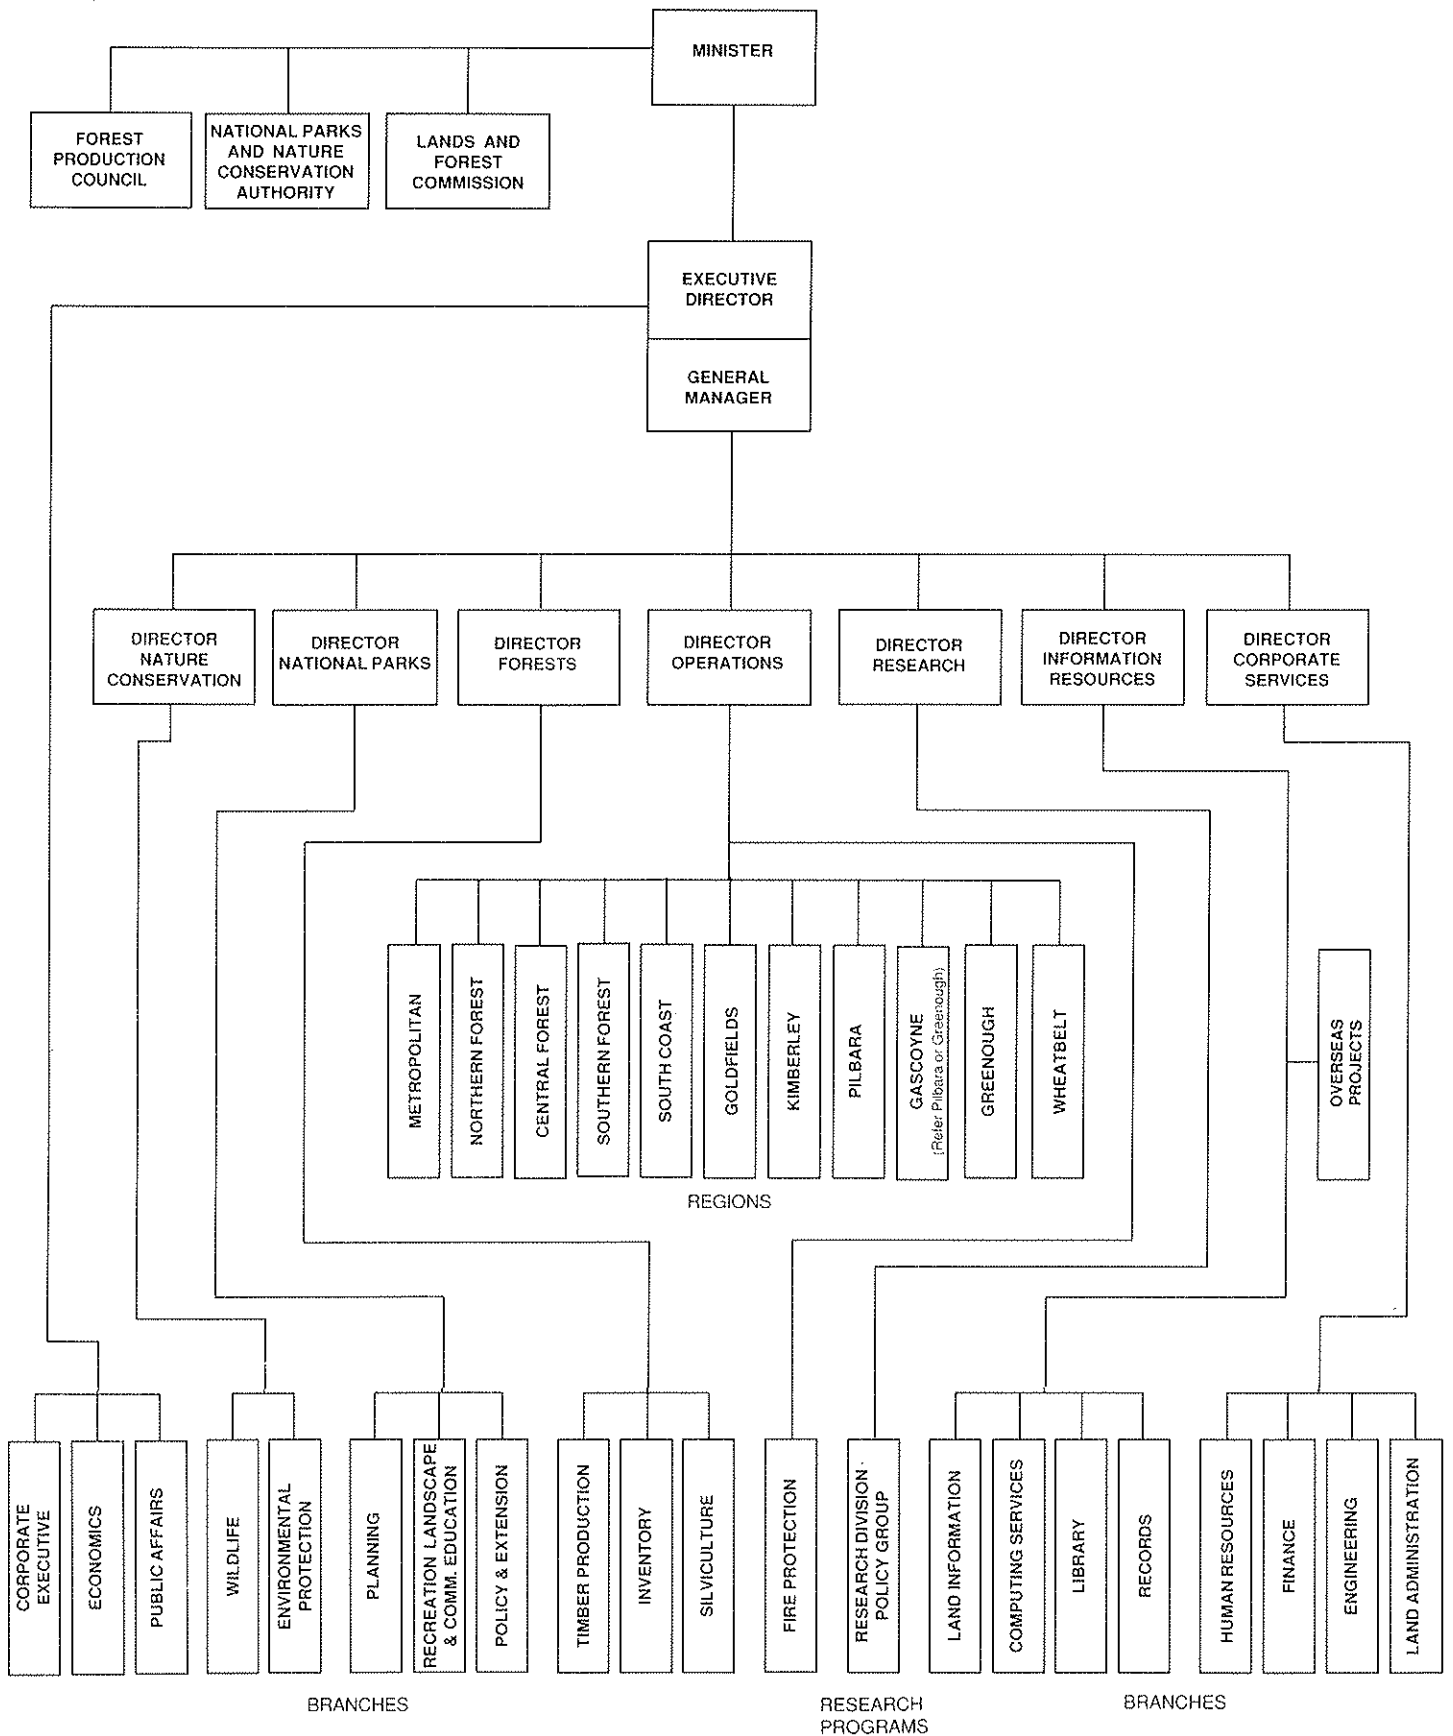 MINISTER
FOREST
PRODUCTION
COUNCIL
NATIONAL PARKS
AND NATURE
CONSERVATION
AUTHORITY
LANDS AND
FOREST
COMMISSION
EXECUTIVE
DIRECTOR
GENERAL
MANAGER
DIRECTOR
NATURE
CONSERVATION
DIRECTOR
NATIONAL PARKS
DIRECTOR
FORESTS
DIRECTOR
OPERATIONS
DIRECTOR
RESEARCH
DIRECTOR
INFORMATION
RESOURCES
DIRECTOR
CORPORATE
SERVICES
METROPOLITAN
NORTHERN FOREST
CENTRAL FOREST
SOUTHERN FOREST
SOUTH COAST
GOLDFIELDS
KIMBERLEY
PILBARA
GASCOYNE
(Refer Pilbara or Greenough)
GREENOUGH
WHEATBELT
OVERSEAS
PROJECTS
REGIONS
CORPORATE
EXECUTIVE
ECONOMICS
PUBLIC AFFAIRS
WILDLIFE
ENVIRONMENTAL
PROTECTION
PLANNING
RECREATION LANDSCAPE
& COMM. EDUCATION
POLICY & EXTENSION
TIMBER PRODUCTION
INVENTORY
SILVICULTURE
FIRE PROTECTION
RESEARCH DIVISION -
POLICY GROUP
LAND INFORMATION
COMPUTING SERVICES
LIBRARY
RECORDS
HUMAN RESOURCES
FINANCE
ENGINEERING
LAND ADMINISTRATION
BRANCHES
RESEARCH
PROGRAMS
BRANCHES